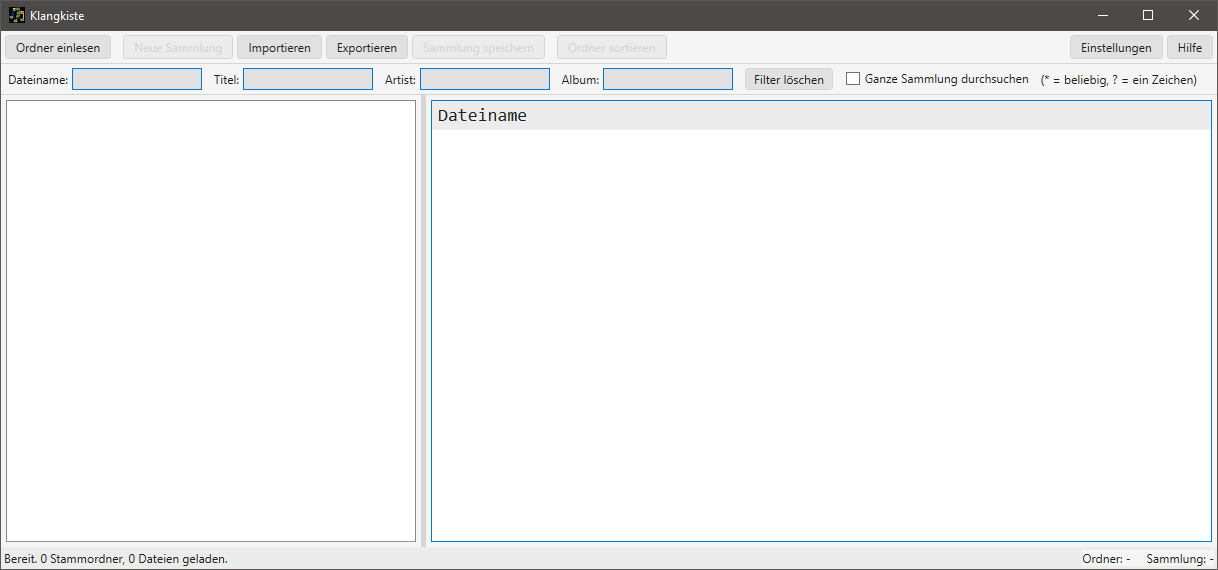 Klangkiste
Ordner einlesen Neue Sammlung Importieren Exportieren Sammlung speichern Ordner sortieren Einstellungen Hilfe
Dateiname: Titel: Artist: Album: Filter löschen Ganze Sammlung durchsuchen (* = beliebig, ? = ein Zeichen)
Dateiname
Bereit. 0 Stammordner, 0 Dateien geladen. Ordner: - Sammlung: -